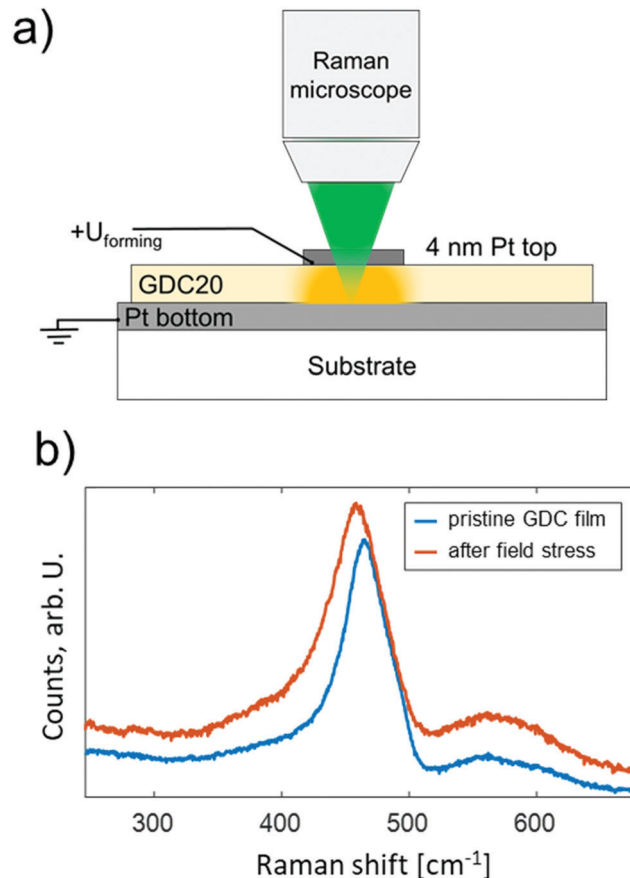 a)
Raman
microscope
+U_forming
4 nm Pt top
GDC20
Pt bottom
Substrate
b)
pristine GDC film
after field stress
Counts, arb. U.
300 400 500 600
Raman shift [cm⁻¹]